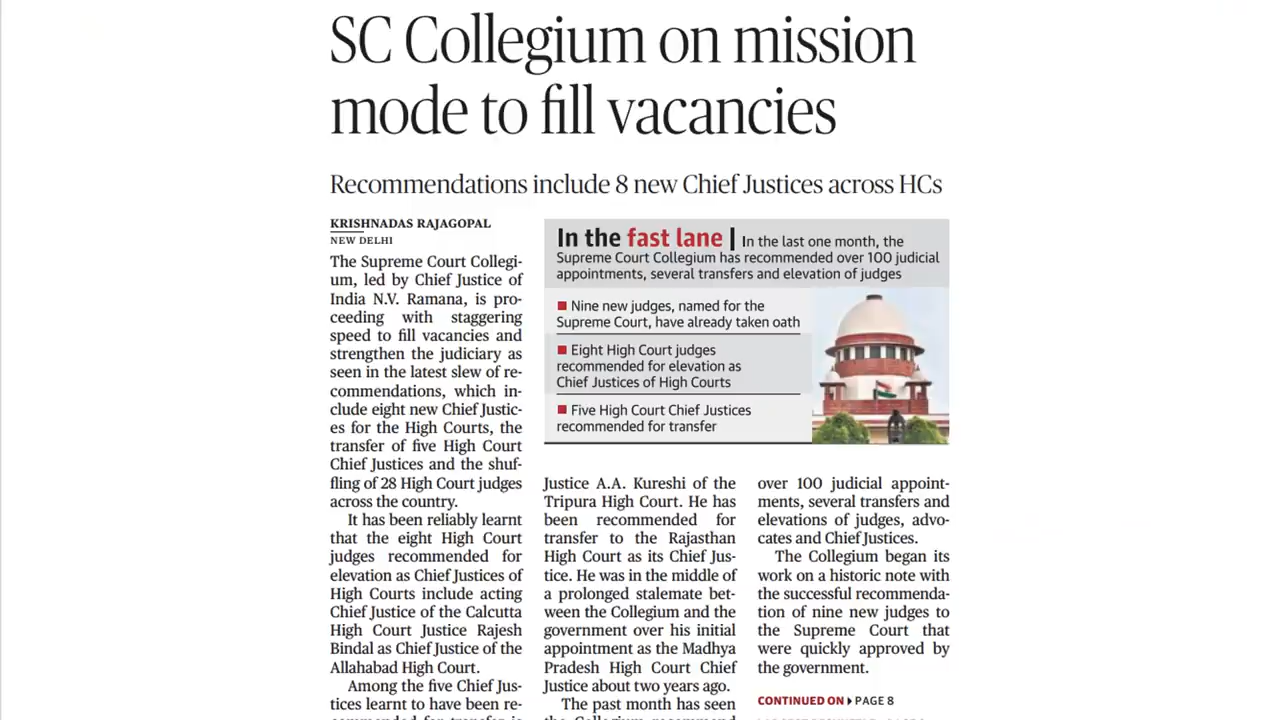 SC Collegium on mission
mode to fill vacancies
Recommendations include 8 new Chief Justices across HCs
KRISHNADAS RAJAGOPAL
NEW DELHI
The Supreme Court Collegi-
um, led by Chief Justice of
India N.V. Ramana, is pro-
ceeding with staggering
speed to fill vacancies and
strengthen the judiciary as
seen in the latest slew of re-
commendations, which in-
clude eight new Chief Justic-
es for the High Courts, the
transfer of five High Court
Chief Justices and the shuf-
fling of 28 High Court judges
across the country.
It has been reliably learnt
that the eight High Court
judges recommended for
elevation as Chief Justices of
High Courts include acting
Chief Justice of the Calcutta
High Court Justice Rajesh
Bindal as Chief Justice of the
Allahabad High Court.
Among the five Chief Jus-
tices learnt to have been re-
In the fast lane | In the last one month, the
Supreme Court Collegium has recommended over 100 judicial
appointments, several transfers and elevation of judges
Nine new judges, named for the
Supreme Court, have already taken oath
Eight High Court judges
recommended for elevation as
Chief Justices of High Courts
Five High Court Chief Justices
recommended for transfer
Justice A.A. Kureshi of the
Tripura High Court. He has
been recommended for
transfer to the Rajasthan
High Court as its Chief Jus-
tice. He was in the middle of
a prolonged stalemate bet-
ween the Collegium and the
government over his initial
appointment as the Madhya
Pradesh High Court Chief
Justice about two years ago.
The past month has seen
over 100 judicial appoint-
ments, several transfers and
elevations of judges, advo-
cates and Chief Justices.
The Collegium began its
work on a historic note with
the successful recommenda-
tion of nine new judges to
the Supreme Court that
were quickly approved by
the government.
CONTINUED ON PAGE 8